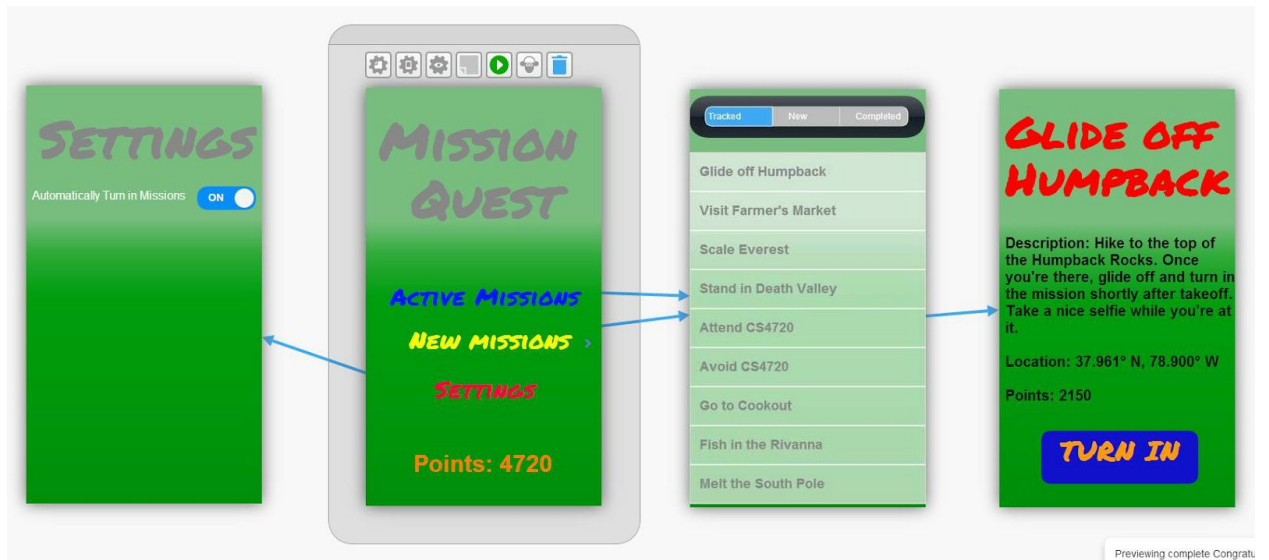 Settings
Automatically Turn in Missions ON
Mission
Quest
Active Missions
New missions >
Settings
Points: 4720
Tracked New Completed
Glide off Humpback
Visit Farmer's Market
Scale Everest
Stand in Death Valley
Attend CS4720
Avoid CS4720
Go to Cookout
Fish in the Rivanna
Melt the South Pole
Glide off
Humpback
Description: Hike to the top of
the Humpback Rocks. Once
you're there, glide off and turn in
the mission shortly after takeoff.
Take a nice selfie while you're at
it.
Location: 37.961° N, 78.900° W
Points: 2150
TURN IN
Previewing complete Congratu